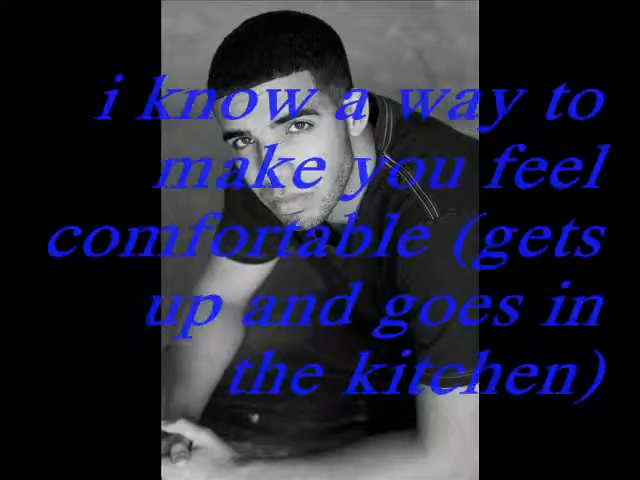 i know a way to
make you feel
comfortable (gets
up and goes in
the kitchen)